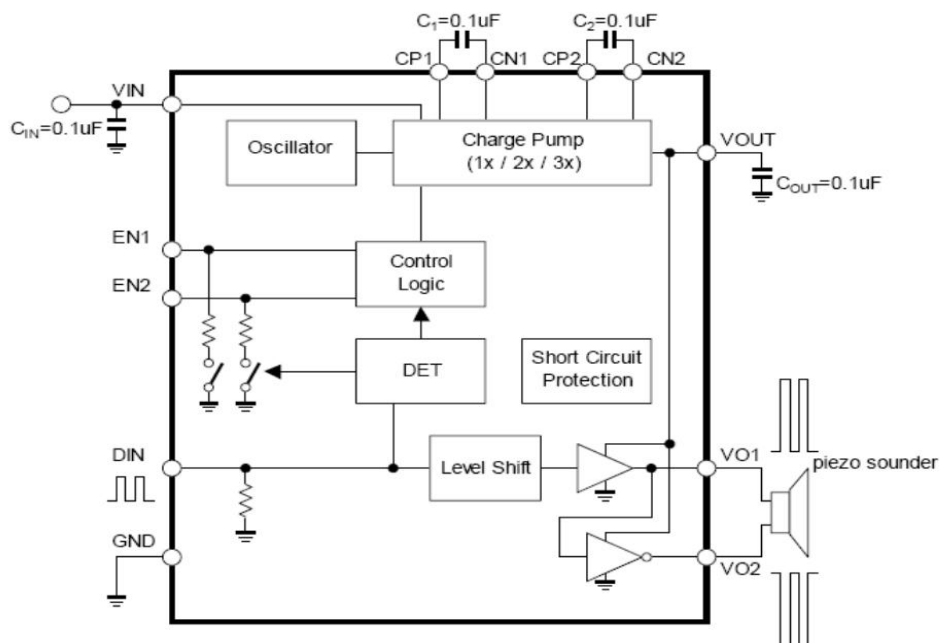 C1=0.1uF
C2=0.1uF
CP1
CN1
CP2
CN2
VIN
CIN=0.1uF
Oscillator
Charge Pump
(1x / 2x / 3x)
VOUT
COUT=0.1uF
EN1
EN2
Control
Logic
DET
Short Circuit
Protection
DIN
Level Shift
VO1
piezo sounder
GND
VO2